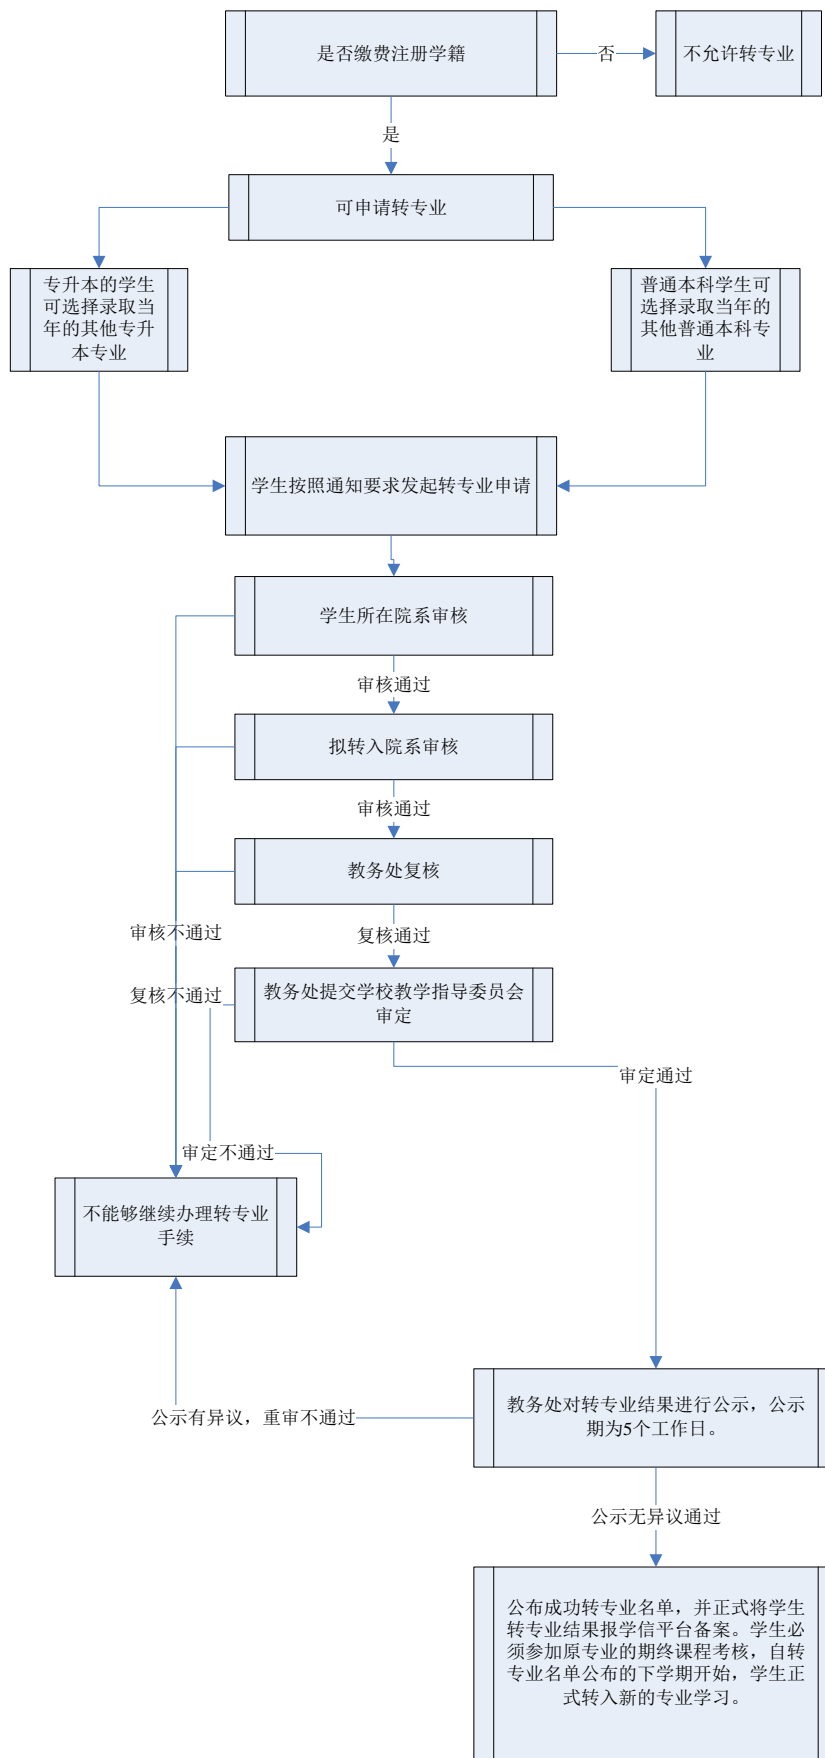 是否缴费注册学籍
否
不允许转专业
是
可申请转专业
专升本的学生
可选择录取当
年的其他专升
本专业
普通本科学生可
选择录取当年的
其他普通本科专
业
学生按照通知要求发起转专业申请
学生所在院系审核
审核通过
拟转入院系审核
审核通过
教务处复核
审核不通过
复核通过
复核不通过
教务处提交学校教学指导委员会
审定
审定通过
审定不通过
不能够继续办理转专业
手续
教务处对转专业结果进行公示，公示
期为5个工作日。
公示有异议，重审不通过
公示无异议通过
公布成功转专业名单，并正式将学生
转专业结果报学信平台备案。学生必
须参加原专业的期终课程考核，自转
专业名单公布的下学期开始，学生正
式转入新的专业学习。